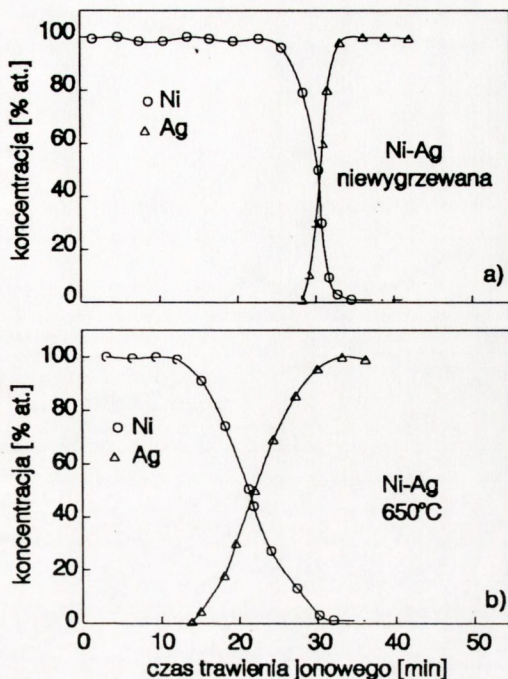 100
80
60
40
20
0
koncentracja [% at.]
Ni
Ag
Ni-Ag
niewygrzewana
a)
100
80
60
40
20
0
koncentracja [% at.]
Ni
Ag
Ni-Ag
650°C
b)
0 10 20 30 40 50
czas trawienia jonowego [min]